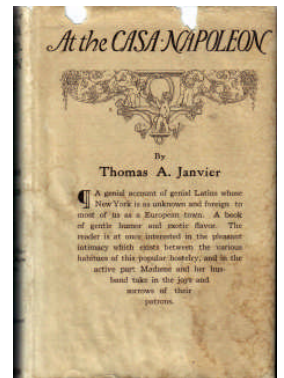 At the CASA·NAPOLEON
By
Thomas A. Janvier
¶ A genial account of genial Latins whose
New York is as unknown and foreign to
most of us as a European town. A book
of gentle humor and exotic flavor. The
reader is at once interested in the pleasant
intimacy which exists between the various
habitues of this popular hostelry, and in the
active part Madame and her hus-
band take in the joys and
sorrows of their
patrons.